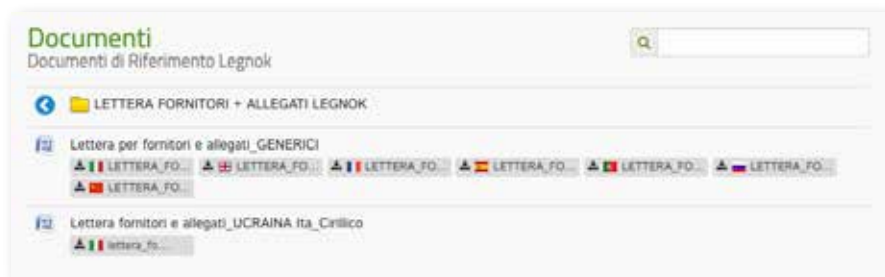 Documenti
Documenti di Riferimento Legnok
LETTERA FORNITORI + ALLEGATI LEGNOK
Lettera per fornitori e allegati_GENERICI
LETTERA_FO... LETTERA_FO... LETTERA_FO... LETTERA_FO... LETTERA_FO... LETTERA_FO...
LETTERA_FO...
Lettera fornitori e allegati_UCRAINA Ita_Cirillico
lettera_fo...